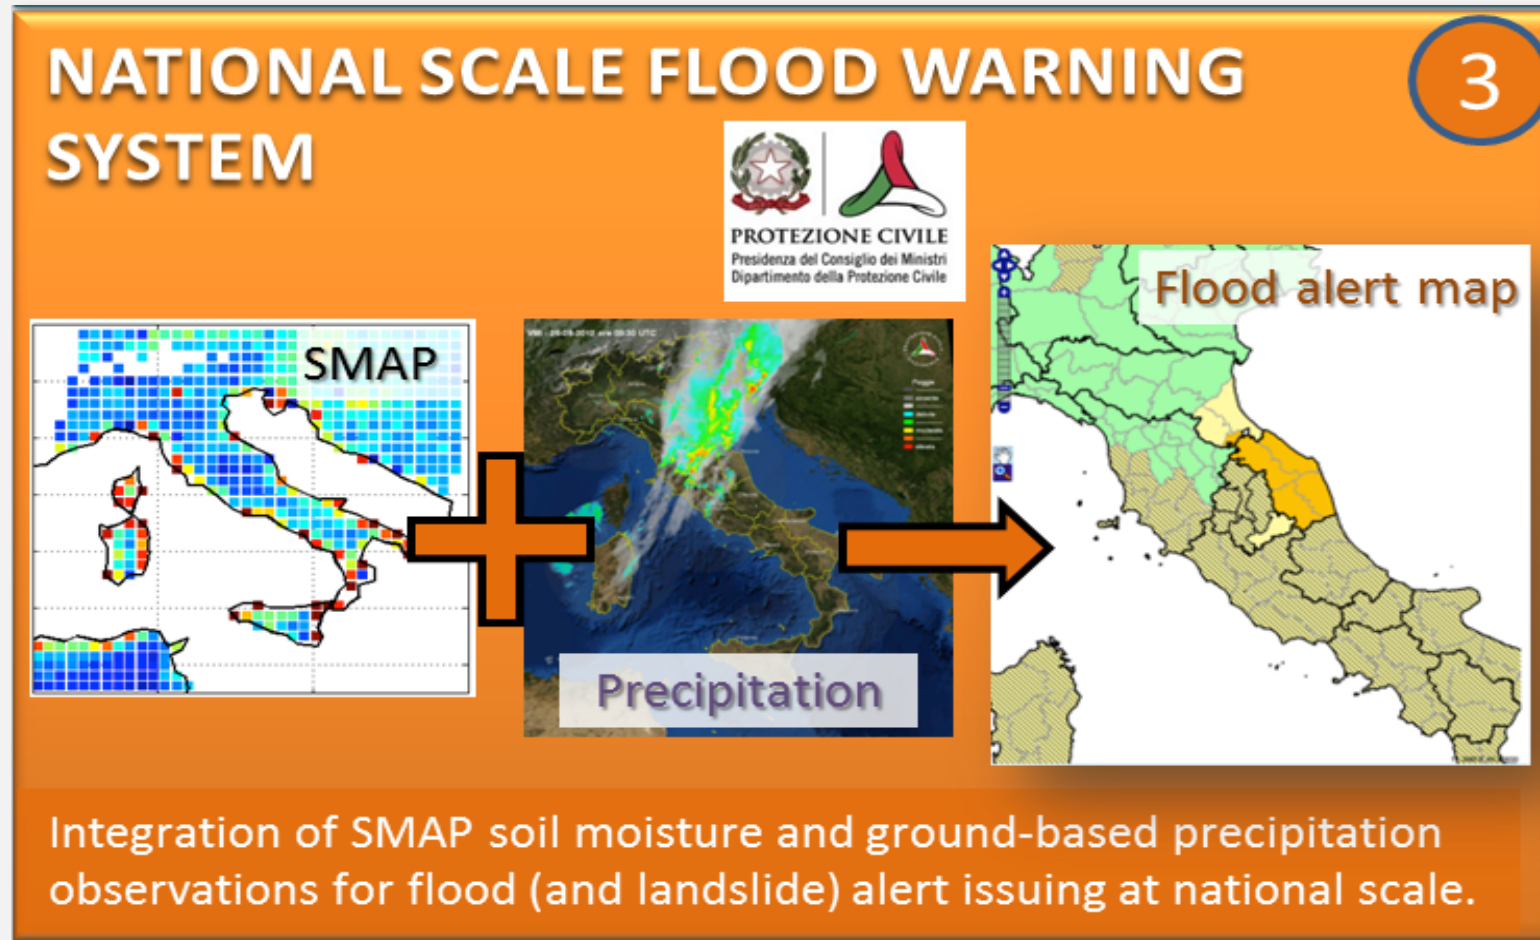 NATIONAL SCALE FLOOD WARNING
SYSTEM
3
PROTEZIONE CIVILE
Presidenza del Consiglio dei Ministri
Dipartimento della Protezione Civile
SMAP
Precipitation
Flood alert map
Integration of SMAP soil moisture and ground-based precipitation
observations for flood (and landslide) alert issuing at national scale.